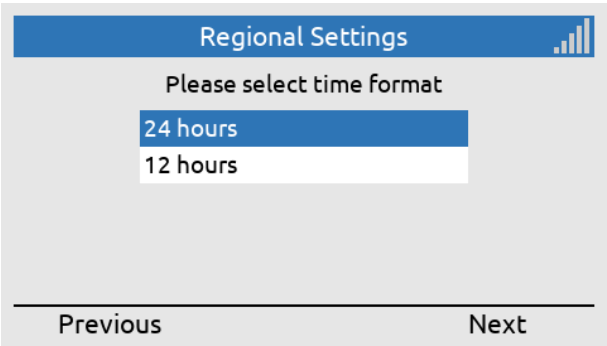 Regional Settings
Please select time format
24 hours
12 hours
Previous Next